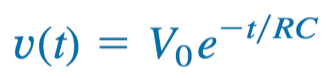 v(t) = V₀e^{-t/RC}